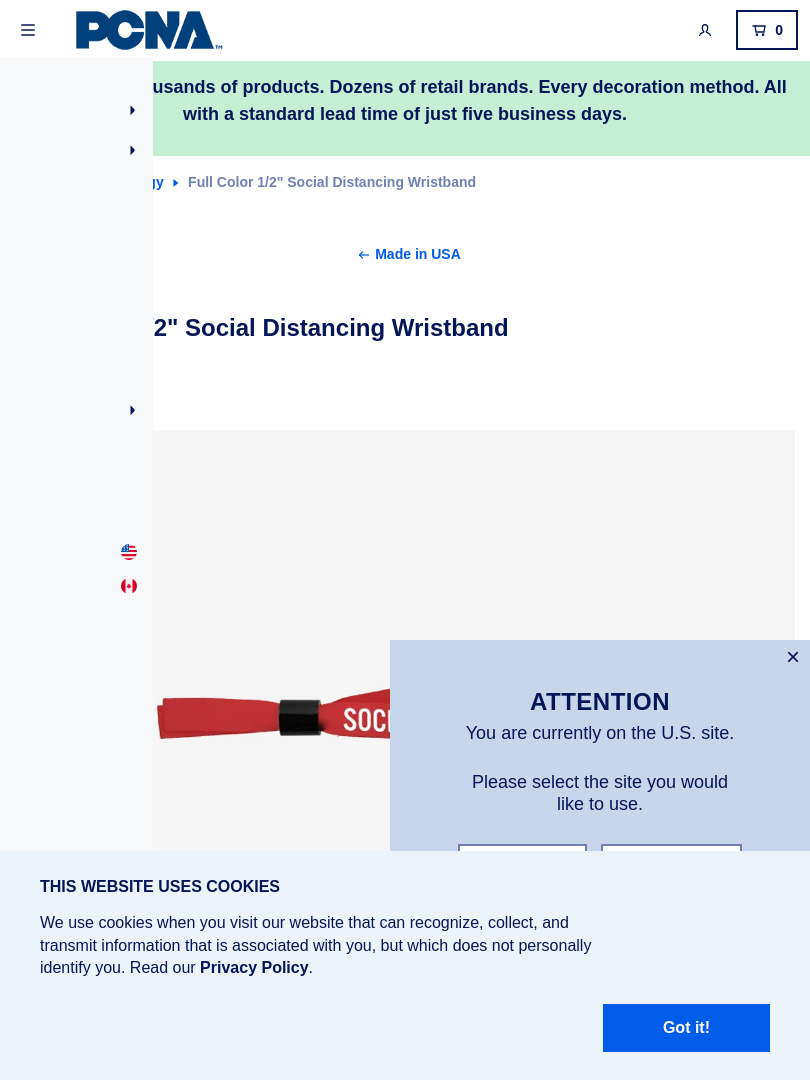 PCNA™
0
usands of products. Dozens of retail brands. Every decoration method. All
with a standard lead time of just five business days.
gy Full Color 1/2" Social Distancing Wristband
← Made in USA
/2" Social Distancing Wristband
SOCI
×
ATTENTION
You are currently on the U.S. site.
Please select the site you would
like to use.
THIS WEBSITE USES COOKIES
We use cookies when you visit our website that can recognize, collect, and
transmit information that is associated with you, but which does not personally
identify you. Read our Privacy Policy.
Got it!